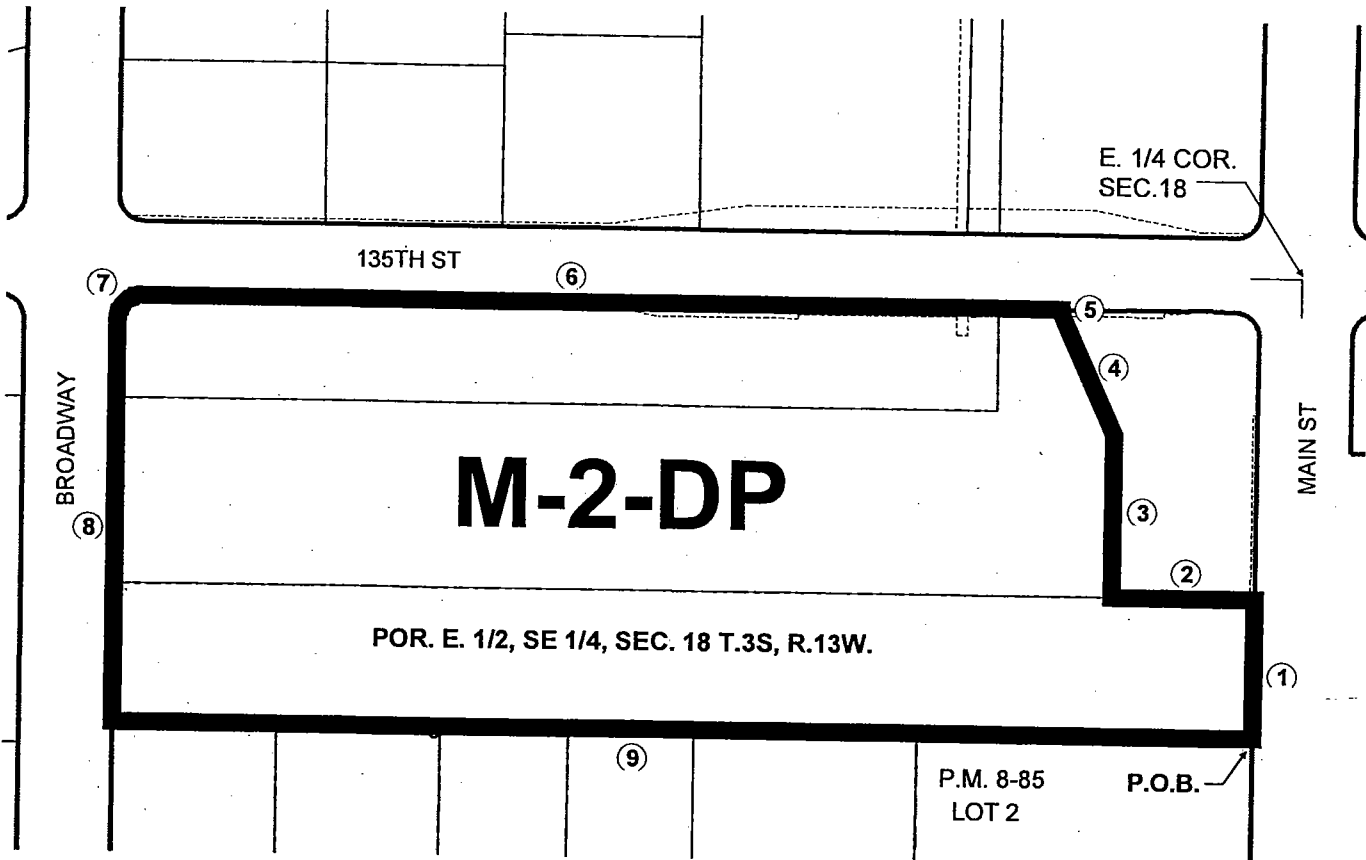 E. 1/4 COR.
SEC.18
135TH ST
6
7
5
4
BROADWAY
M-2-DP
MAIN ST
3
8
2
POR. E. 1/2, SE 1/4, SEC. 18 T.3S, R.13W.
1
9
P.M. 8-85
LOT 2
P.O.B.